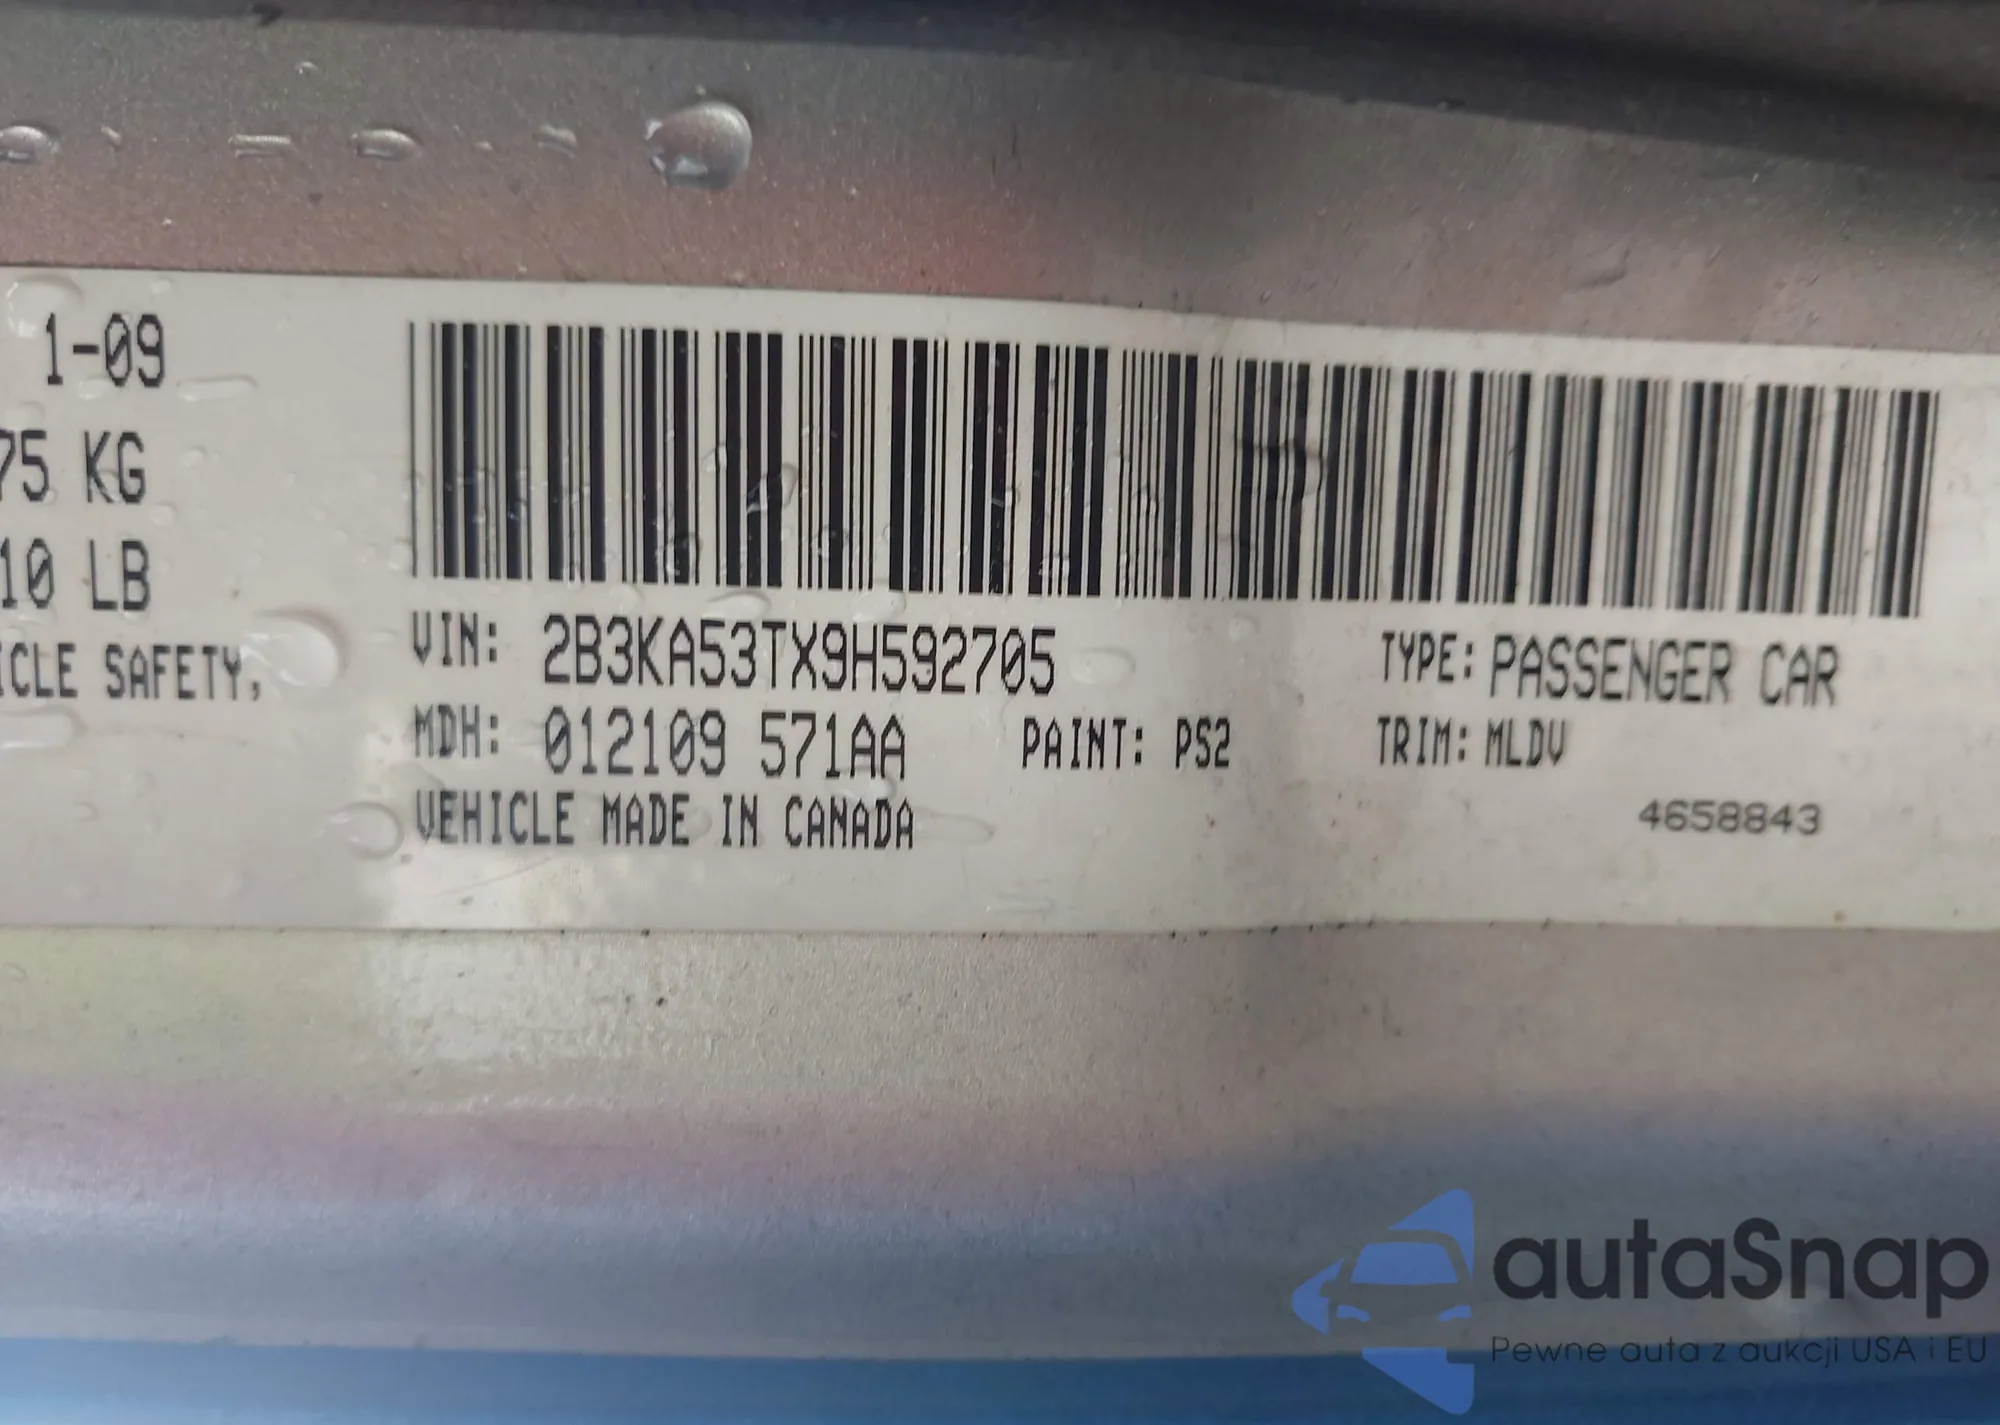 1-09
75 KG
10 LB
ICLE SAFETY,
VIN: 2B3KA53TX9H592705
TYPE: PASSENGER CAR
MDH: 012109 571AA
PAINT: PS2
TRIM: MLDV
VEHICLE MADE IN CANADA
4658843
autaSnap
Pewne auta z aukcji USA i EU